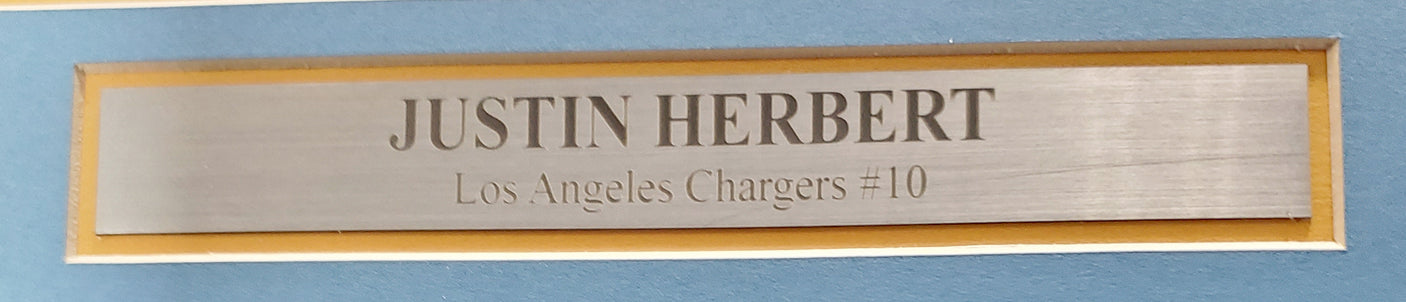 JUSTIN HERBERT
Los Angeles Chargers #10